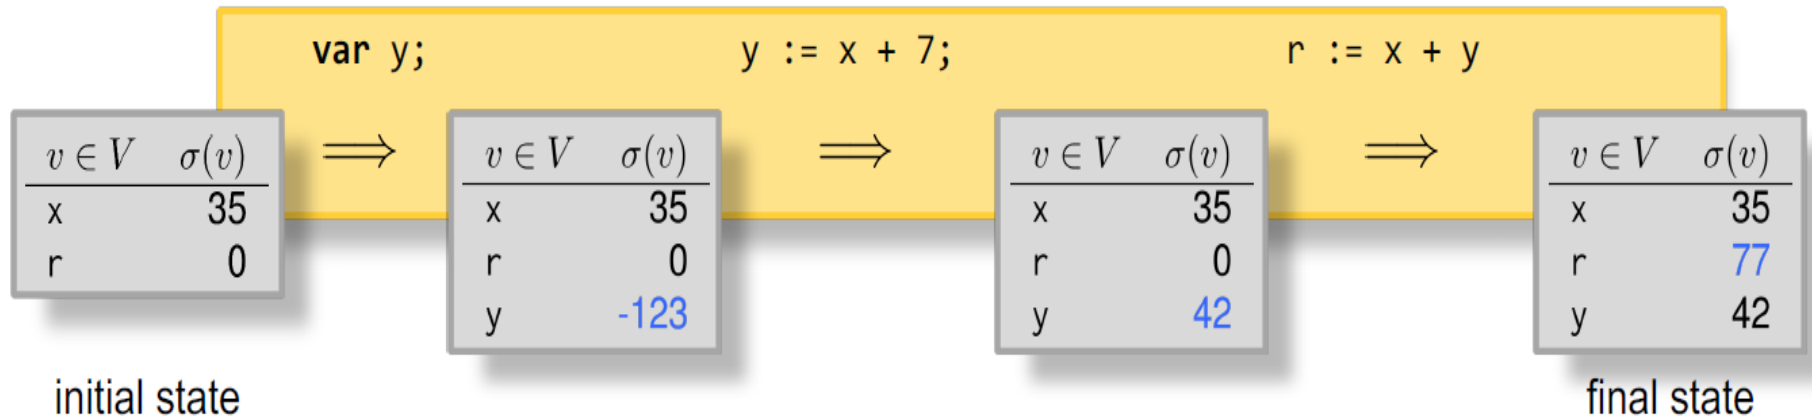 var y;
y := x + 7;
r := x + y
v ∈ V σ(v)
x 35
r 0
⟹
v ∈ V σ(v)
x 35
r 0
y -123
⟹
v ∈ V σ(v)
x 35
r 0
y 42
⟹
v ∈ V σ(v)
x 35
r 77
y 42
initial state
final state